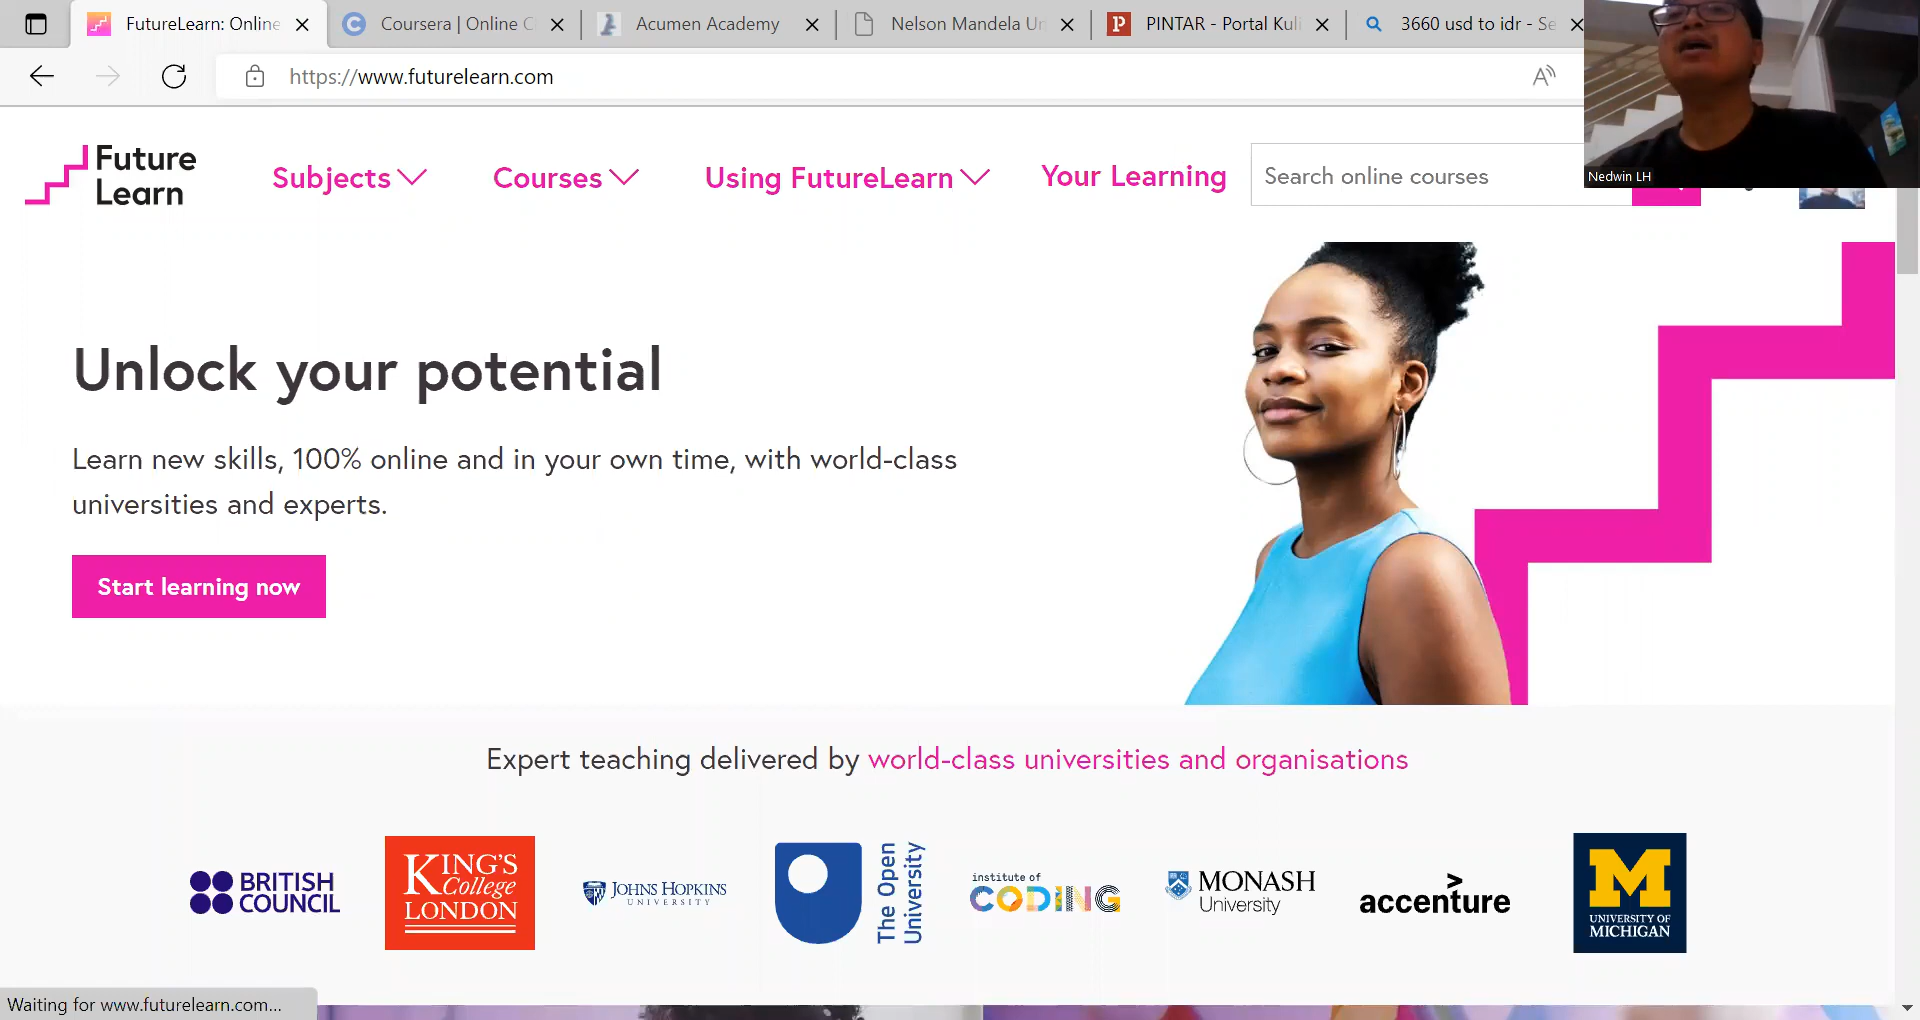 FutureLearn: Online
Coursera | Online C
Acumen Academy
Nelson Mandela Un
PINTAR - Portal Kuli
3660 usd to idr - Se
https://www.futurelearn.com
Nedwin LH
Future
Learn
Subjects
Courses
Using FutureLearn
Your Learning
Search online courses
Unlock your potential
Learn new skills, 100% online and in your own time, with world-class
universities and experts.
Start learning now
Expert teaching delivered by world-class universities and organisations
BRITISH
COUNCIL
KING'S
College
LONDON
JOHNS HOPKINS
UNIVERSITY
The Open
University
institute of
CODING
MONASH
University
accenture
M
UNIVERSITY OF
MICHIGAN
Waiting for www.futurelearn.com...